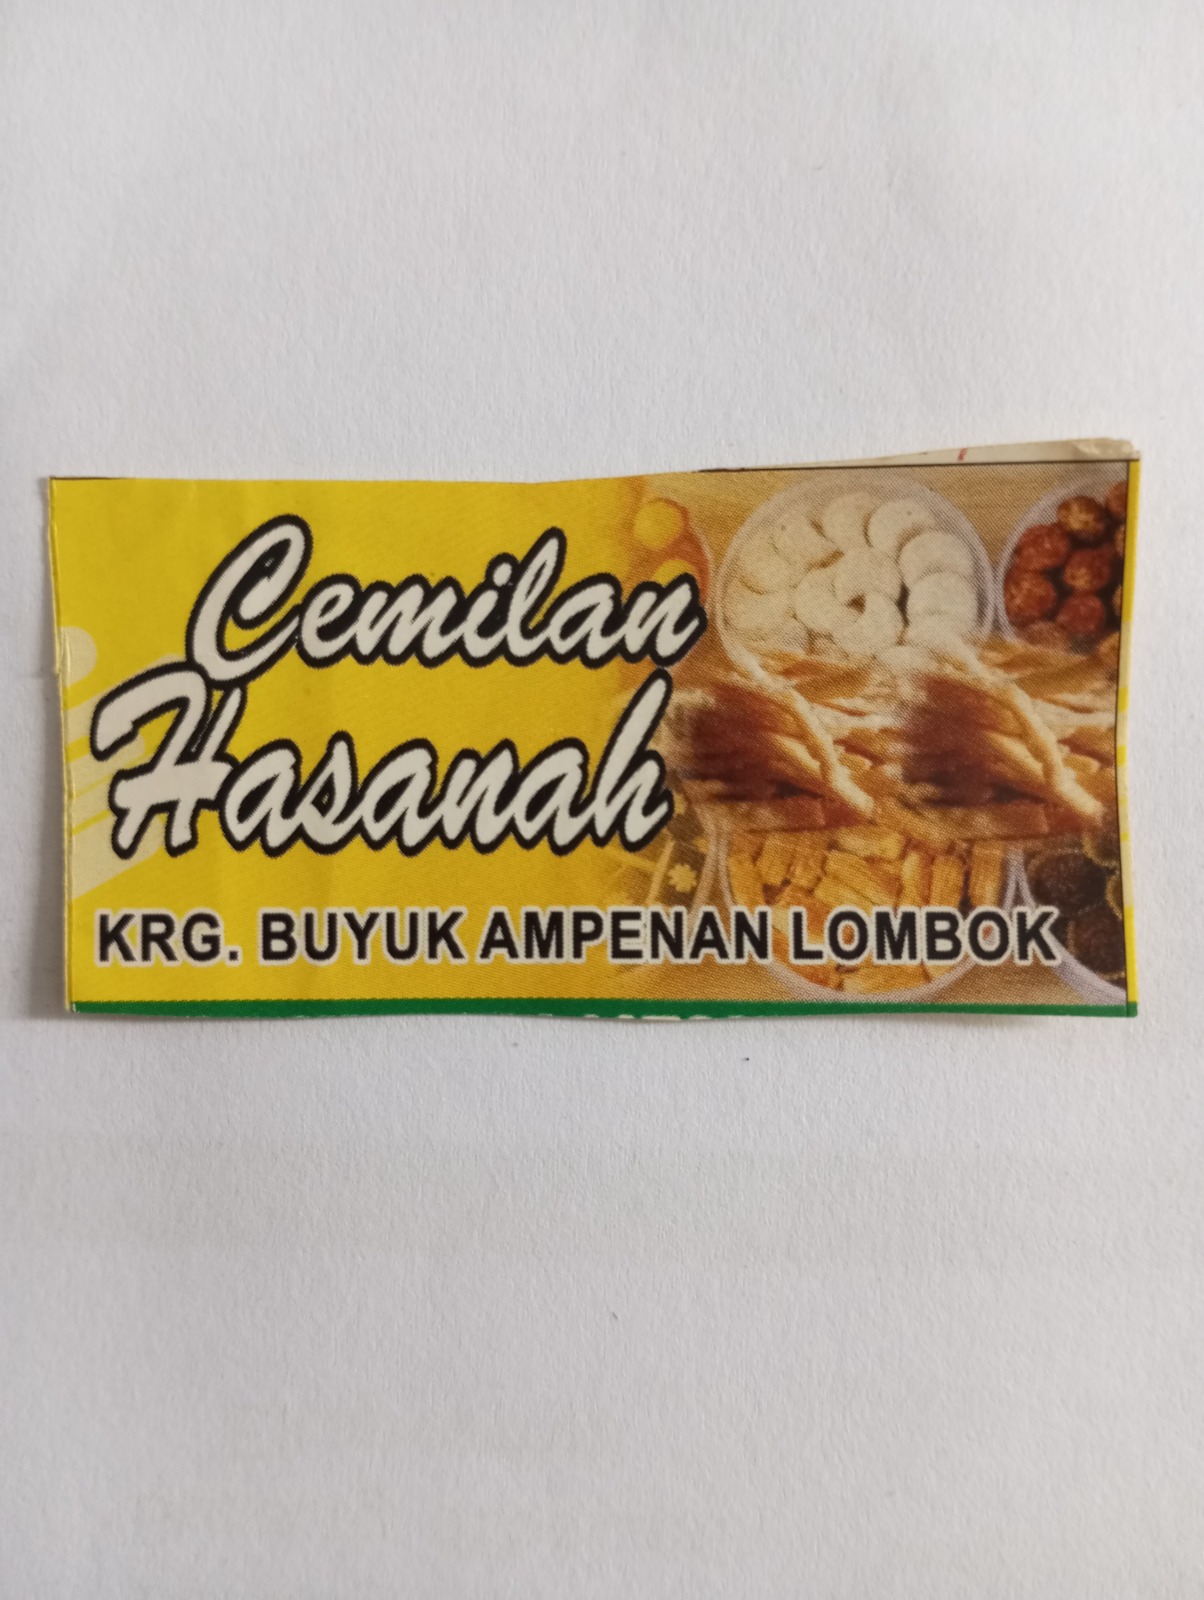 Cemilan
Hasanah
KRG. BUYUK AMPENAN LOMBOK